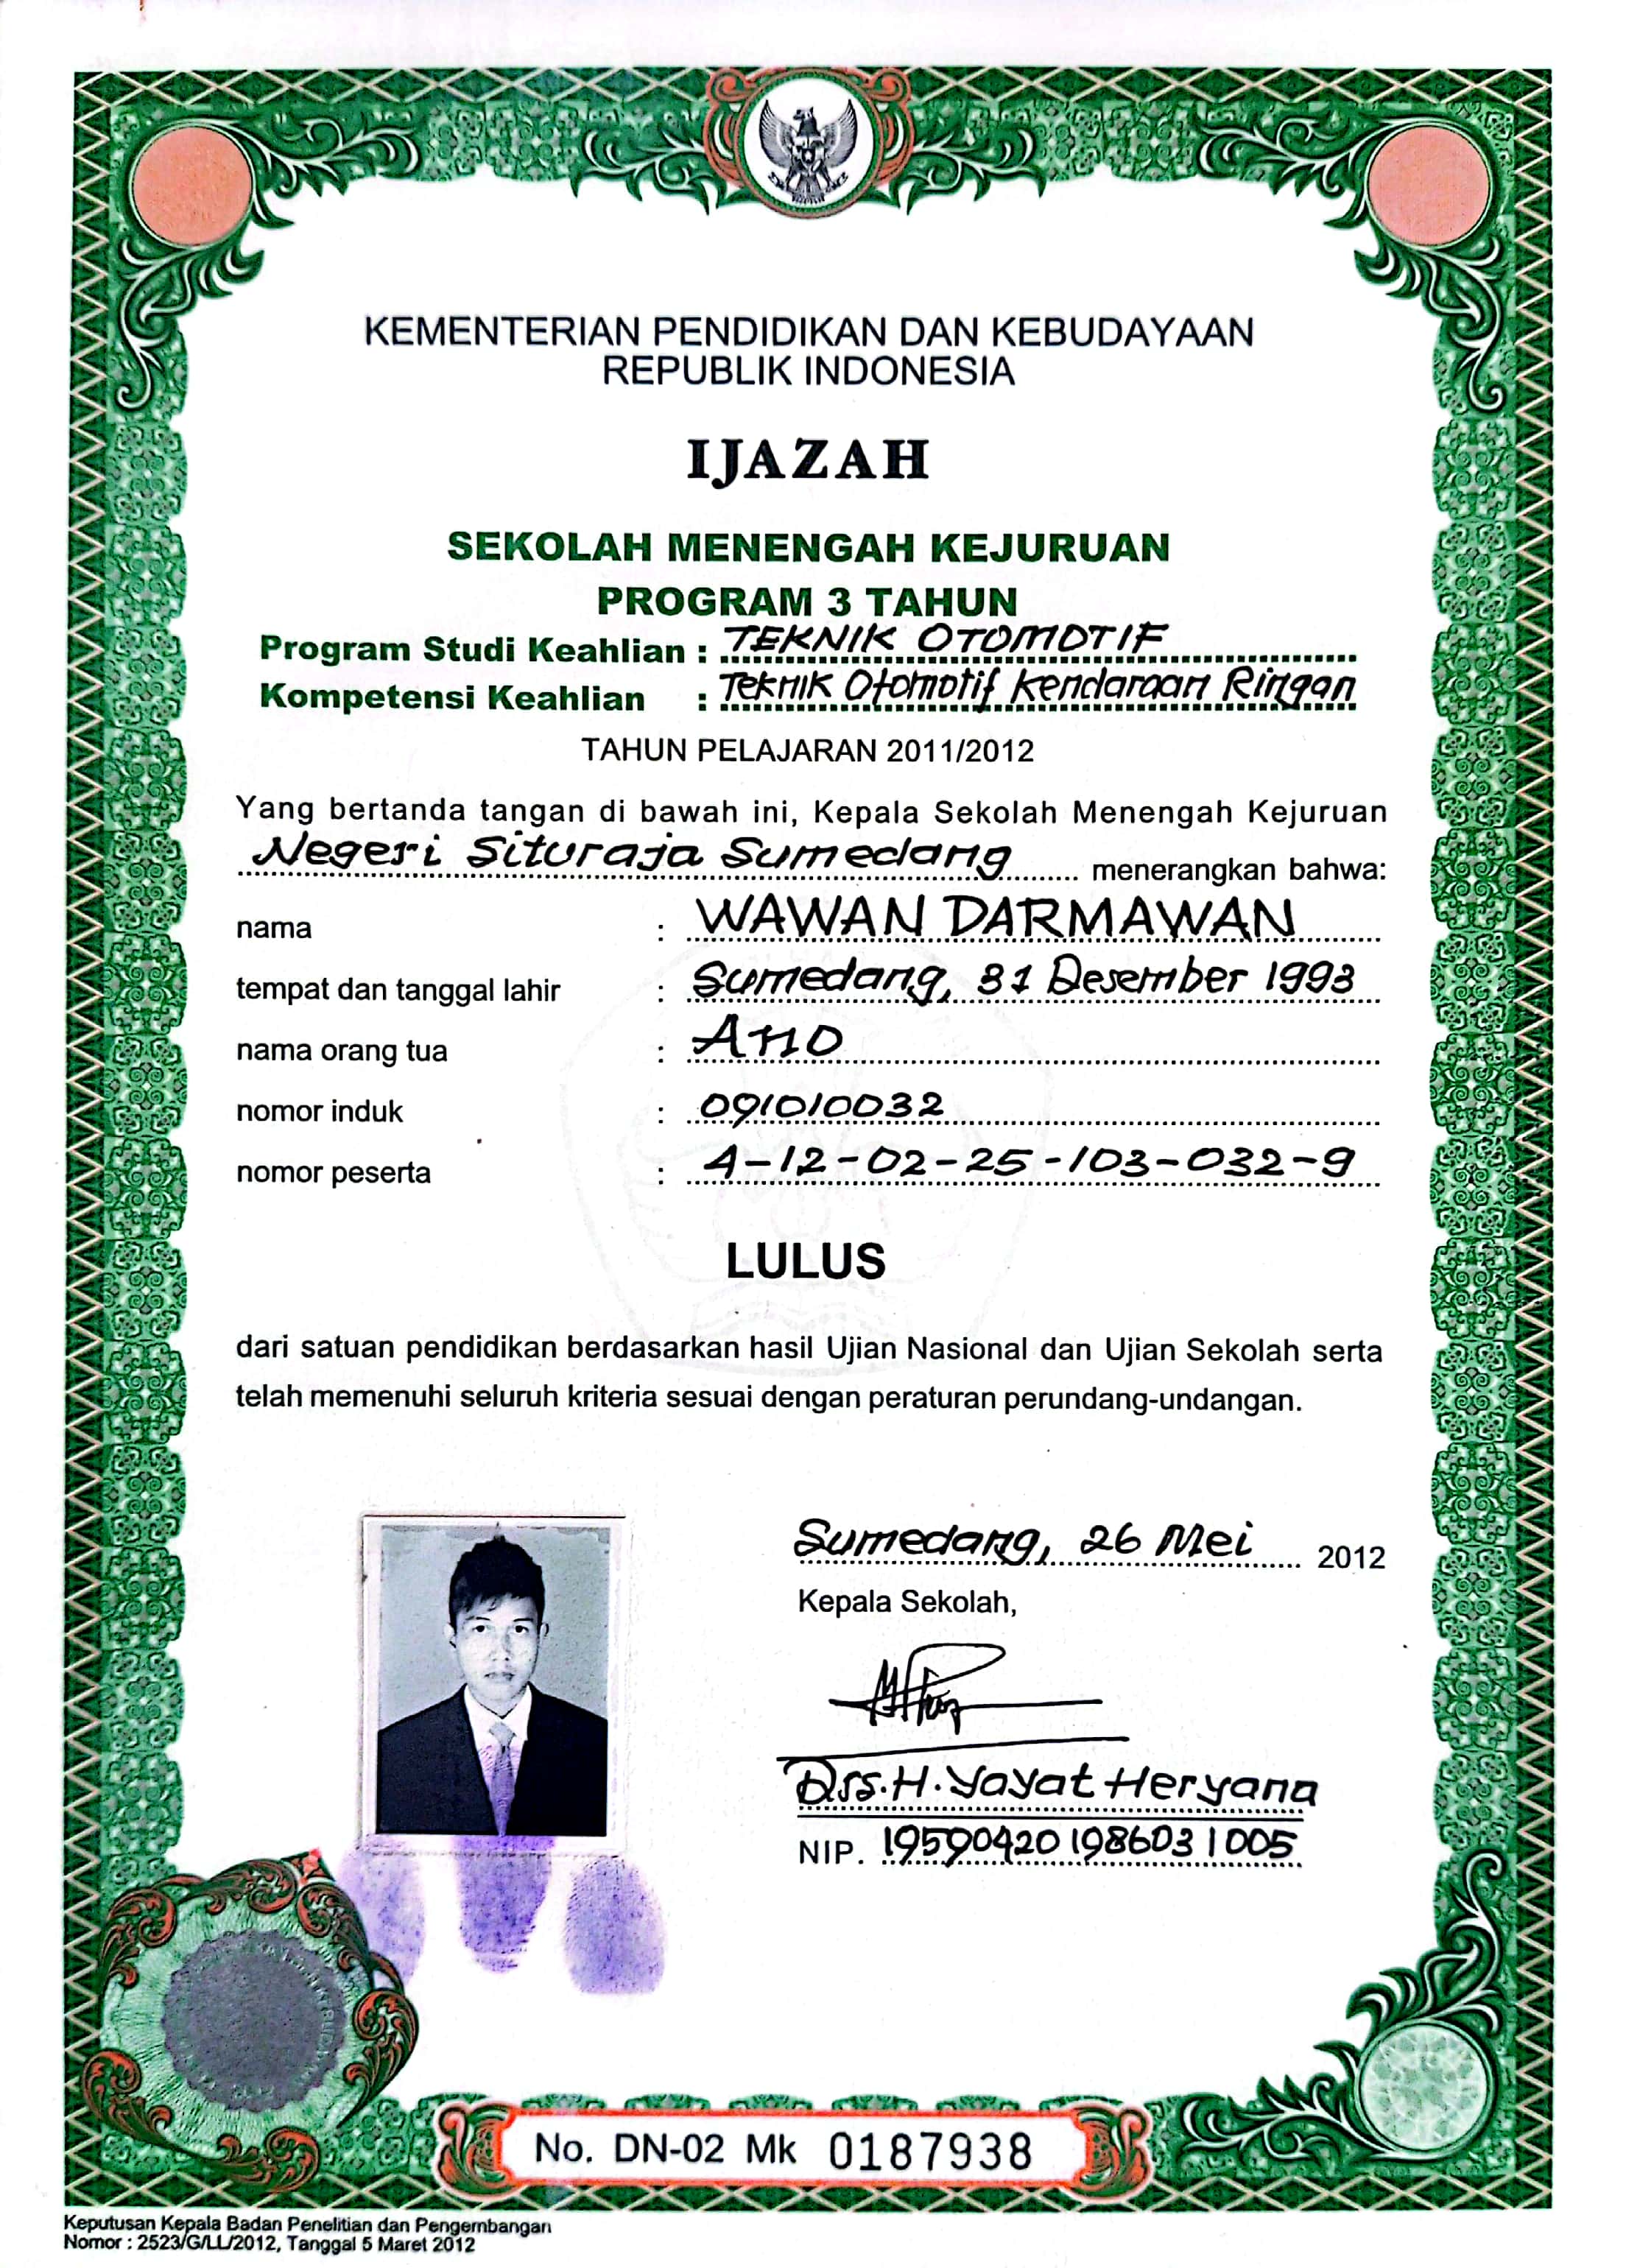 KEMENTERIAN PENDIDIKAN DAN KEBUDAYAAN
REPUBLIK INDONESIA
IJAZAH
SEKOLAH MENENGAH KEJURUAN
PROGRAM 3 TAHUN
Program Studi Keahlian : TEKNIK OTOMOTIF
Kompetensi Keahlian : Teknik Otomotif Kendaraan Ringan
TAHUN PELAJARAN 2011/2012
Yang bertanda tangan di bawah ini, Kepala Sekolah Menengah Kejuruan
Negeri Situraja Sumedang menerangkan bahwa:
nama : WAWAN DARMAWAN
tempat dan tanggal lahir : Sumedang, 31 Desember 1993
nama orang tua :
nomor induk : 091010032
nomor peserta : 4-12-02-25-103-032-9
LULUS
dari satuan pendidikan berdasarkan hasil Ujian Nasional dan Ujian Sekolah serta
telah memenuhi seluruh kriteria sesuai dengan peraturan perundang-undangan.
Sumedang, 26 Mei 2012
Kepala Sekolah,
Drs. H. Yayat Heryana
NIP. 19590420 198603 1 005
No. DN-02 Mk 0187938
Keputusan Kepala Badan Penelitian dan Pengembangan
Nomor : 2523/G/LL/2012, Tanggal 5 Maret 2012